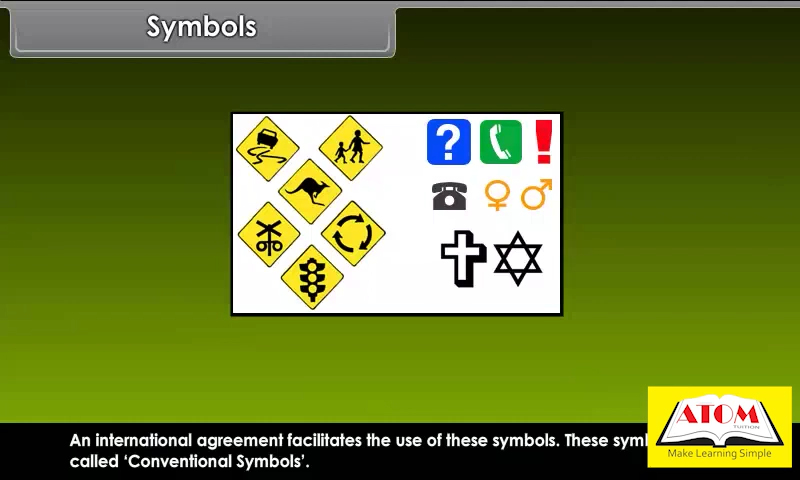 Symbols
?
!
An international agreement facilitates the use of these symbols. These
called ‘Conventional Symbols’.
ATOM
TUITION
Make Learning Simple